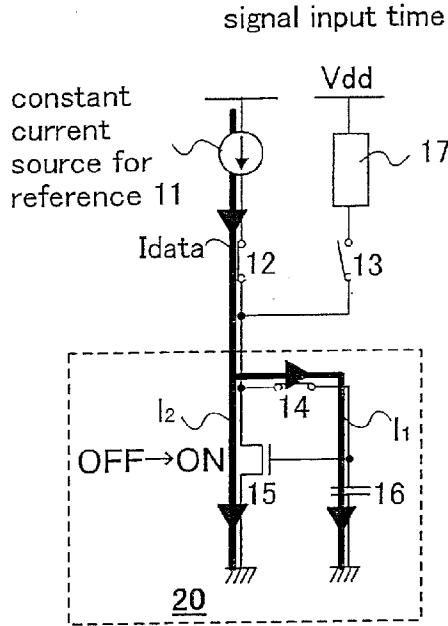 signal input time
Vdd
constant
current
source for
reference 11
17
Idata
12
13
14
I₂
I₁
OFF→ON
15
16
20